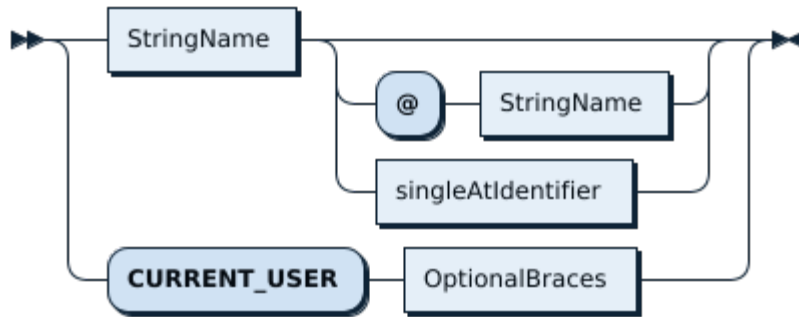 StringName
@ StringName
singleAtIdentifier
CURRENT_USER OptionalBraces